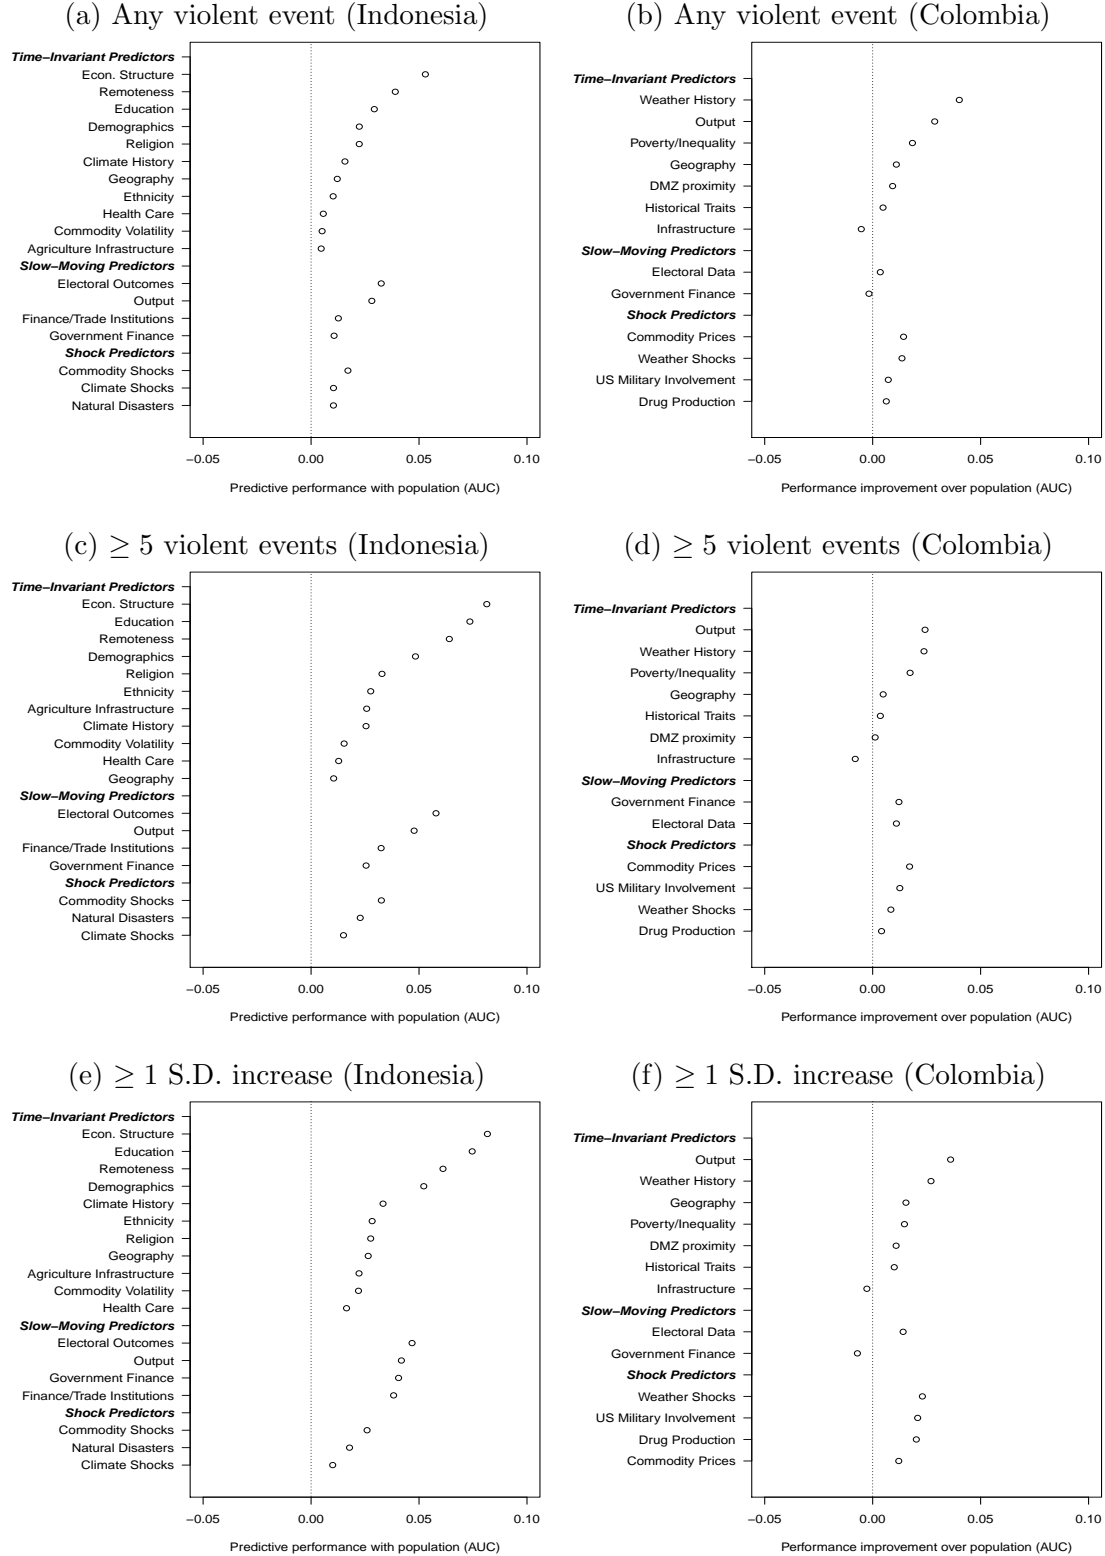 (a) Any violent event (Indonesia)
Time−Invariant Predictors
Econ. Structure
Remoteness
Education
Demographics
Religion
Climate History
Geography
Ethnicity
Health Care
Commodity Volatility
Agriculture Infrastructure
Slow−Moving Predictors
Electoral Outcomes
Output
Finance/Trade Institutions
Government Finance
Shock Predictors
Commodity Shocks
Climate Shocks
Natural Disasters
−0.05 0.00 0.05 0.10
Predictive performance with population (AUC)
(b) Any violent event (Colombia)
Time−Invariant Predictors
Weather History
Output
Poverty/Inequality
Geography
DMZ proximity
Historical Traits
Infrastructure
Slow−Moving Predictors
Electoral Data
Government Finance
Shock Predictors
Commodity Prices
Weather Shocks
US Military Involvement
Drug Production
−0.05 0.00 0.05 0.10
Performance improvement over population (AUC)
(c) ≥ 5 violent events (Indonesia)
Time−Invariant Predictors
Econ. Structure
Education
Remoteness
Demographics
Religion
Ethnicity
Agriculture Infrastructure
Climate History
Commodity Volatility
Health Care
Geography
Slow−Moving Predictors
Electoral Outcomes
Output
Finance/Trade Institutions
Government Finance
Shock Predictors
Commodity Shocks
Natural Disasters
Climate Shocks
−0.05 0.00 0.05 0.10
Predictive performance with population (AUC)
(d) ≥ 5 violent events (Colombia)
Time−Invariant Predictors
Output
Weather History
Poverty/Inequality
Geography
Historical Traits
DMZ proximity
Infrastructure
Slow−Moving Predictors
Government Finance
Electoral Data
Shock Predictors
Commodity Prices
US Military Involvement
Weather Shocks
Drug Production
−0.05 0.00 0.05 0.10
Performance improvement over population (AUC)
(e) ≥ 1 S.D. increase (Indonesia)
Time−Invariant Predictors
Econ. Structure
Education
Remoteness
Demographics
Climate History
Ethnicity
Religion
Geography
Agriculture Infrastructure
Commodity Volatility
Health Care
Slow−Moving Predictors
Electoral Outcomes
Output
Government Finance
Finance/Trade Institutions
Shock Predictors
Commodity Shocks
Natural Disasters
Climate Shocks
−0.05 0.00 0.05 0.10
Predictive performance with population (AUC)
(f) ≥ 1 S.D. increase (Colombia)
Time−Invariant Predictors
Output
Weather History
Geography
Poverty/Inequality
DMZ proximity
Historical Traits
Infrastructure
Slow−Moving Predictors
Electoral Data
Government Finance
Shock Predictors
Weather Shocks
US Military Involvement
Drug Production
Commodity Prices
−0.05 0.00 0.05 0.10
Performance improvement over population (AUC)